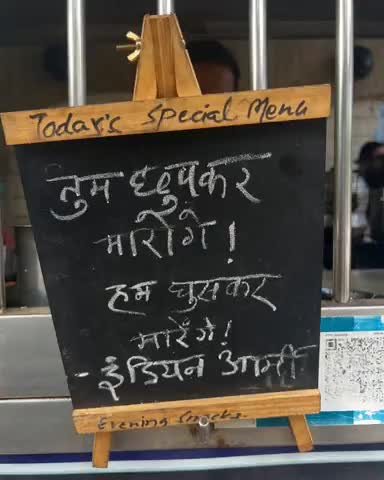 Today's Special Menu
तुम छुपकर
मारोगे!
हम घुसकर
मारेंगे!
- इंडियन आर्मी
Evening Snacks.